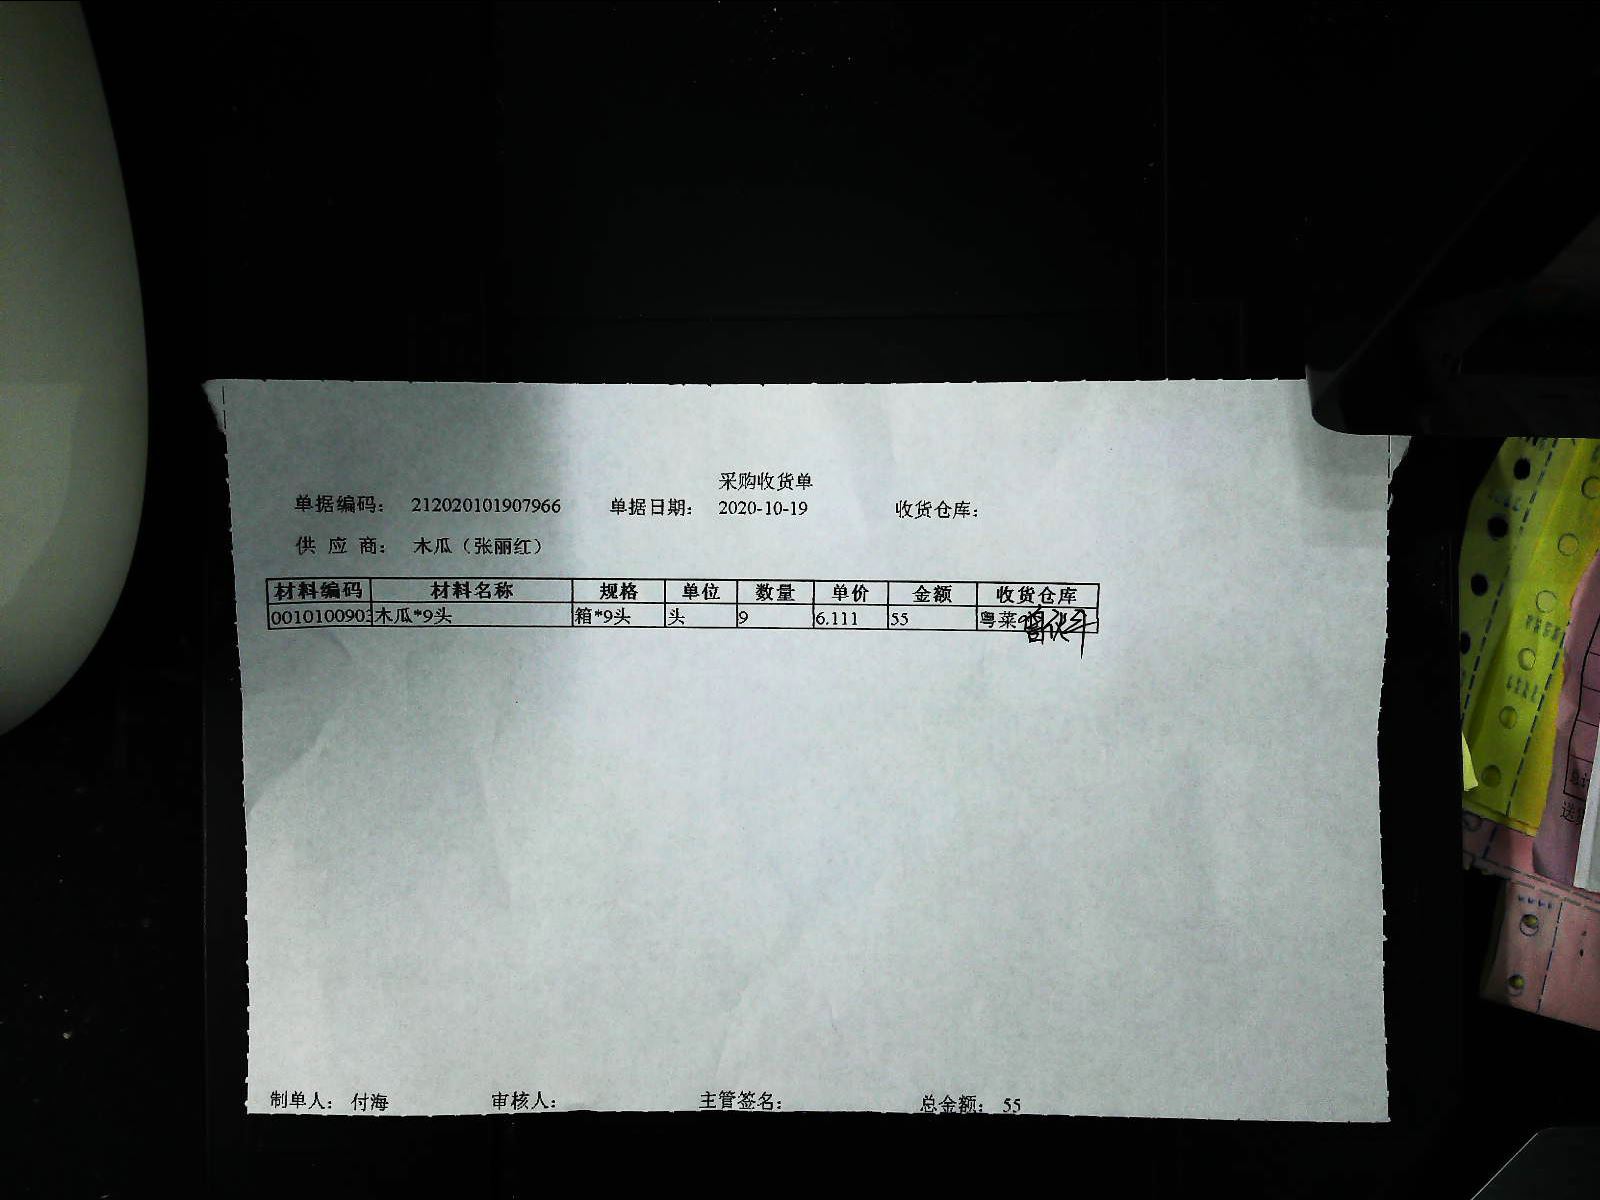 采购收货单
单据编码： 212020101907966 单据日期： 2020-10-19 收货仓库：
供 应 商： 木瓜（张丽红）
材料编码 材料名称 规格 单位 数量 单价 金额 收货仓库
0010100903 木瓜*9头 箱*9头 头 9 6.111 55 粤菜
制单人： 付海 审核人： 主管签名： 总金额： 55